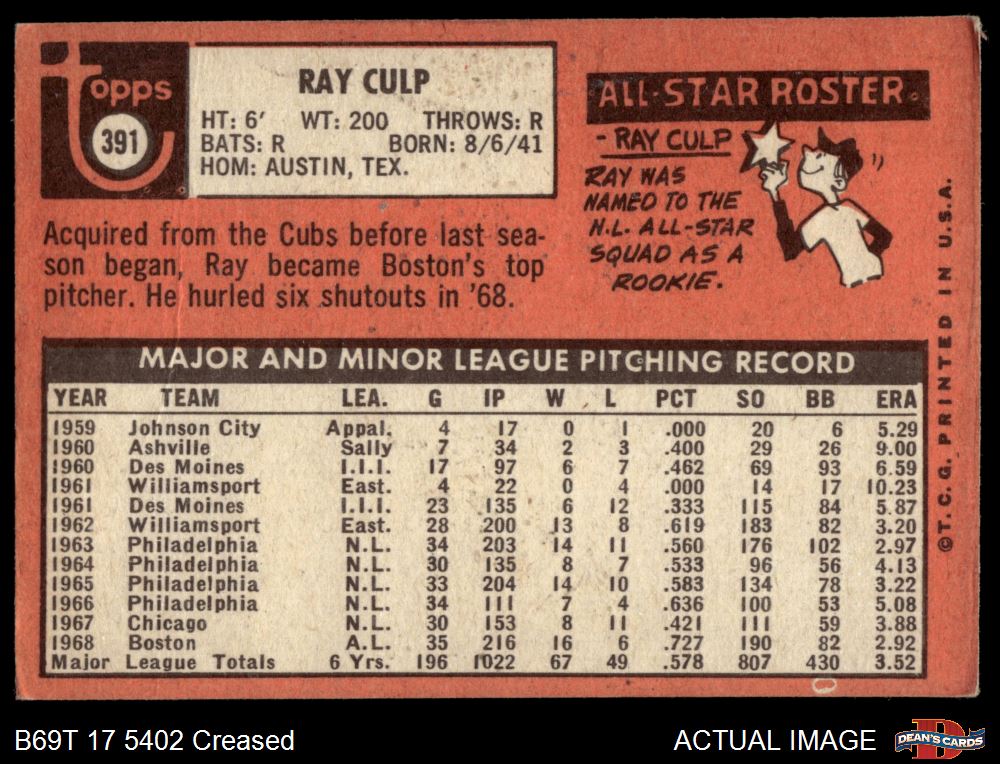 topps
391
RAY CULP
HT: 6' WT: 200 THROWS: R
BATS: R BORN: 8/6/41
HOM: AUSTIN, TEX.
Acquired from the Cubs before last sea-
son began, Ray became Boston's top
pitcher. He hurled six shutouts in '68.
ALL-STAR ROSTER
- RAY CULP
RAY WAS
NAMED TO THE
N.L. ALL-STAR
SQUAD AS A
ROOKIE.
MAJOR AND MINOR LEAGUE PITCHING RECORD
YEAR TEAM LEA. G IP W L PCT SO BB ERA
1959 Johnson City Appal. 4 17 0 1 .000 20 6 5.29
1960 Ashville Sally 7 34 2 3 .400 29 26 9.00
1960 Des Moines I.I.I. 17 97 6 7 .462 69 93 6.59
1961 Williamsport East. 4 22 0 4 .000 14 17 10.23
1961 Des Moines I.I.I. 23 135 6 12 .333 115 84 5.87
1962 Williamsport East. 28 200 13 8 .619 183 82 3.20
1963 Philadelphia N.L. 34 203 14 11 .560 176 102 2.97
1964 Philadelphia N.L. 30 135 8 7 .533 96 56 4.13
1965 Philadelphia N.L. 33 204 14 10 .583 134 78 3.22
1966 Philadelphia N.L. 34 111 7 4 .636 100 53 5.08
1967 Chicago N.L. 30 153 8 11 .421 111 59 3.88
1968 Boston A.L. 35 216 16 6 .727 190 82 2.92
Major League Totals 6 Yrs. 196 1022 67 49 .578 807 430 3.52
©T.C.G. PRINTED IN U.S.A.
B69T 17 5402 Creased
ACTUAL IMAGE
DEAN'S CARDS